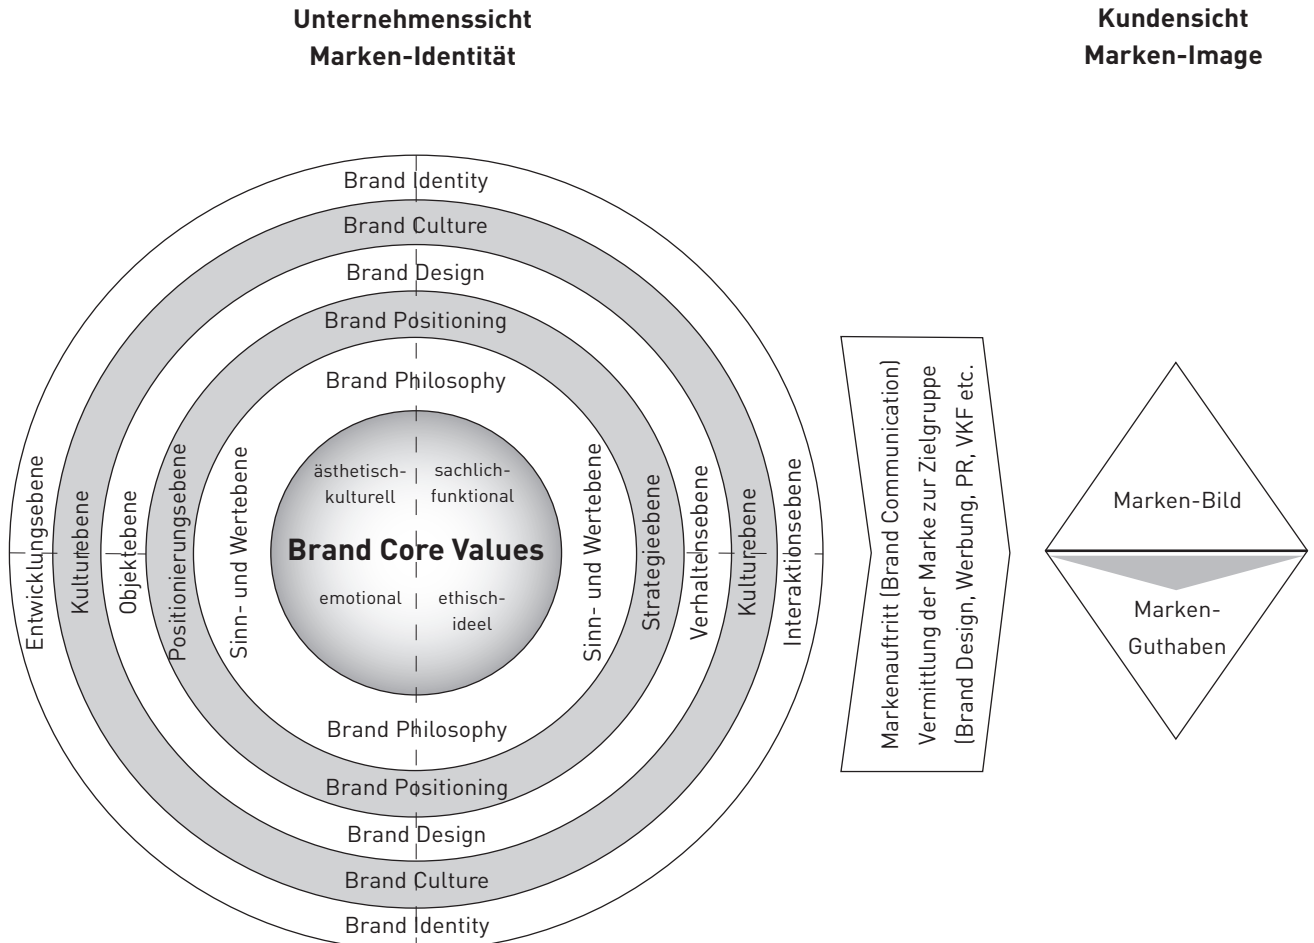 Unternehmenssicht
Marken-Identität
Kundensicht
Marken-Image
Brand Identity
Brand Culture
Brand Design
Brand Positioning
Brand Philosophy
Entwicklungsebene
Kulturebene
Objektebene
Positionierungsebene
Sinn- und Wertebene
ästhetisch-
kulturell
sachlich-
funktional
Brand Core Values
emotional
ethisch-
ideel
Sinn- und Wertebene
Strategieebene
Verhaltensebene
Kulturebene
Interaktionsebene
Brand Philosophy
Brand Positioning
Brand Design
Brand Culture
Brand Identity
Markenauftritt (Brand Communication)
Vermittlung der Marke zur Zielgruppe
(Brand Design, Werbung, PR, VKF etc.
Marken-Bild
Marken-
Guthaben